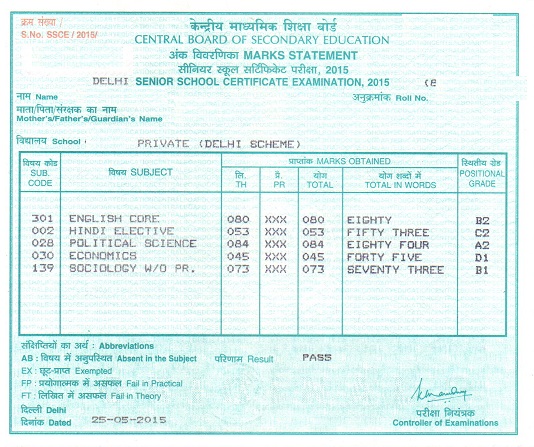 क्रम संख्या /
S.No. SSCE / 2015/
केन्द्रीय माध्यमिक शिक्षा बोर्ड
CENTRAL BOARD OF SECONDARY EDUCATION
अंक विवरणिका MARKS STATEMENT
सीनियर स्कूल सर्टिफिकेट परीक्षा, 2015
DELHI SENIOR SCHOOL CERTIFICATE EXAMINATION, 2015 (E
नाम Name अनुक्रमांक Roll No.
माता/पिता/संरक्षक का नाम
Mother's/Father's/Guardian's Name
विद्यालय School : PRIVATE (DELHI SCHEME)
विषय कोड SUB. CODE विषय SUBJECT प्राप्तांक MARKS OBTAINED स्थितीय ग्रेड POSITIONAL GRADE
लि. TH प्रे. PR योग TOTAL योग शब्दों में TOTAL IN WORDS
301 ENGLISH CORE 080 XXX 080 EIGHTY B2
002 HINDI ELECTIVE 053 XXX 053 FIFTY THREE C2
028 POLITICAL SCIENCE 084 XXX 084 EIGHTY FOUR A2
030 ECONOMICS 045 XXX 045 FORTY FIVE D1
139 SOCIOLOGY W/O PR. 073 XXX 073 SEVENTY THREE B1
संक्षिप्तियों का अर्थ : Abbreviations
AB : विषय में अनुपस्थित Absent in the Subject परिणाम Result PASS
EX : छूट-प्राप्त Exempted
FP : प्रयोगात्मक में असफल Fail in Practical
FT : लिखित में असफल Fail in Theory
दिल्ली Delhi
दिनांक Dated 25-05-2015
परीक्षा नियंत्रक
Controller of Examinations